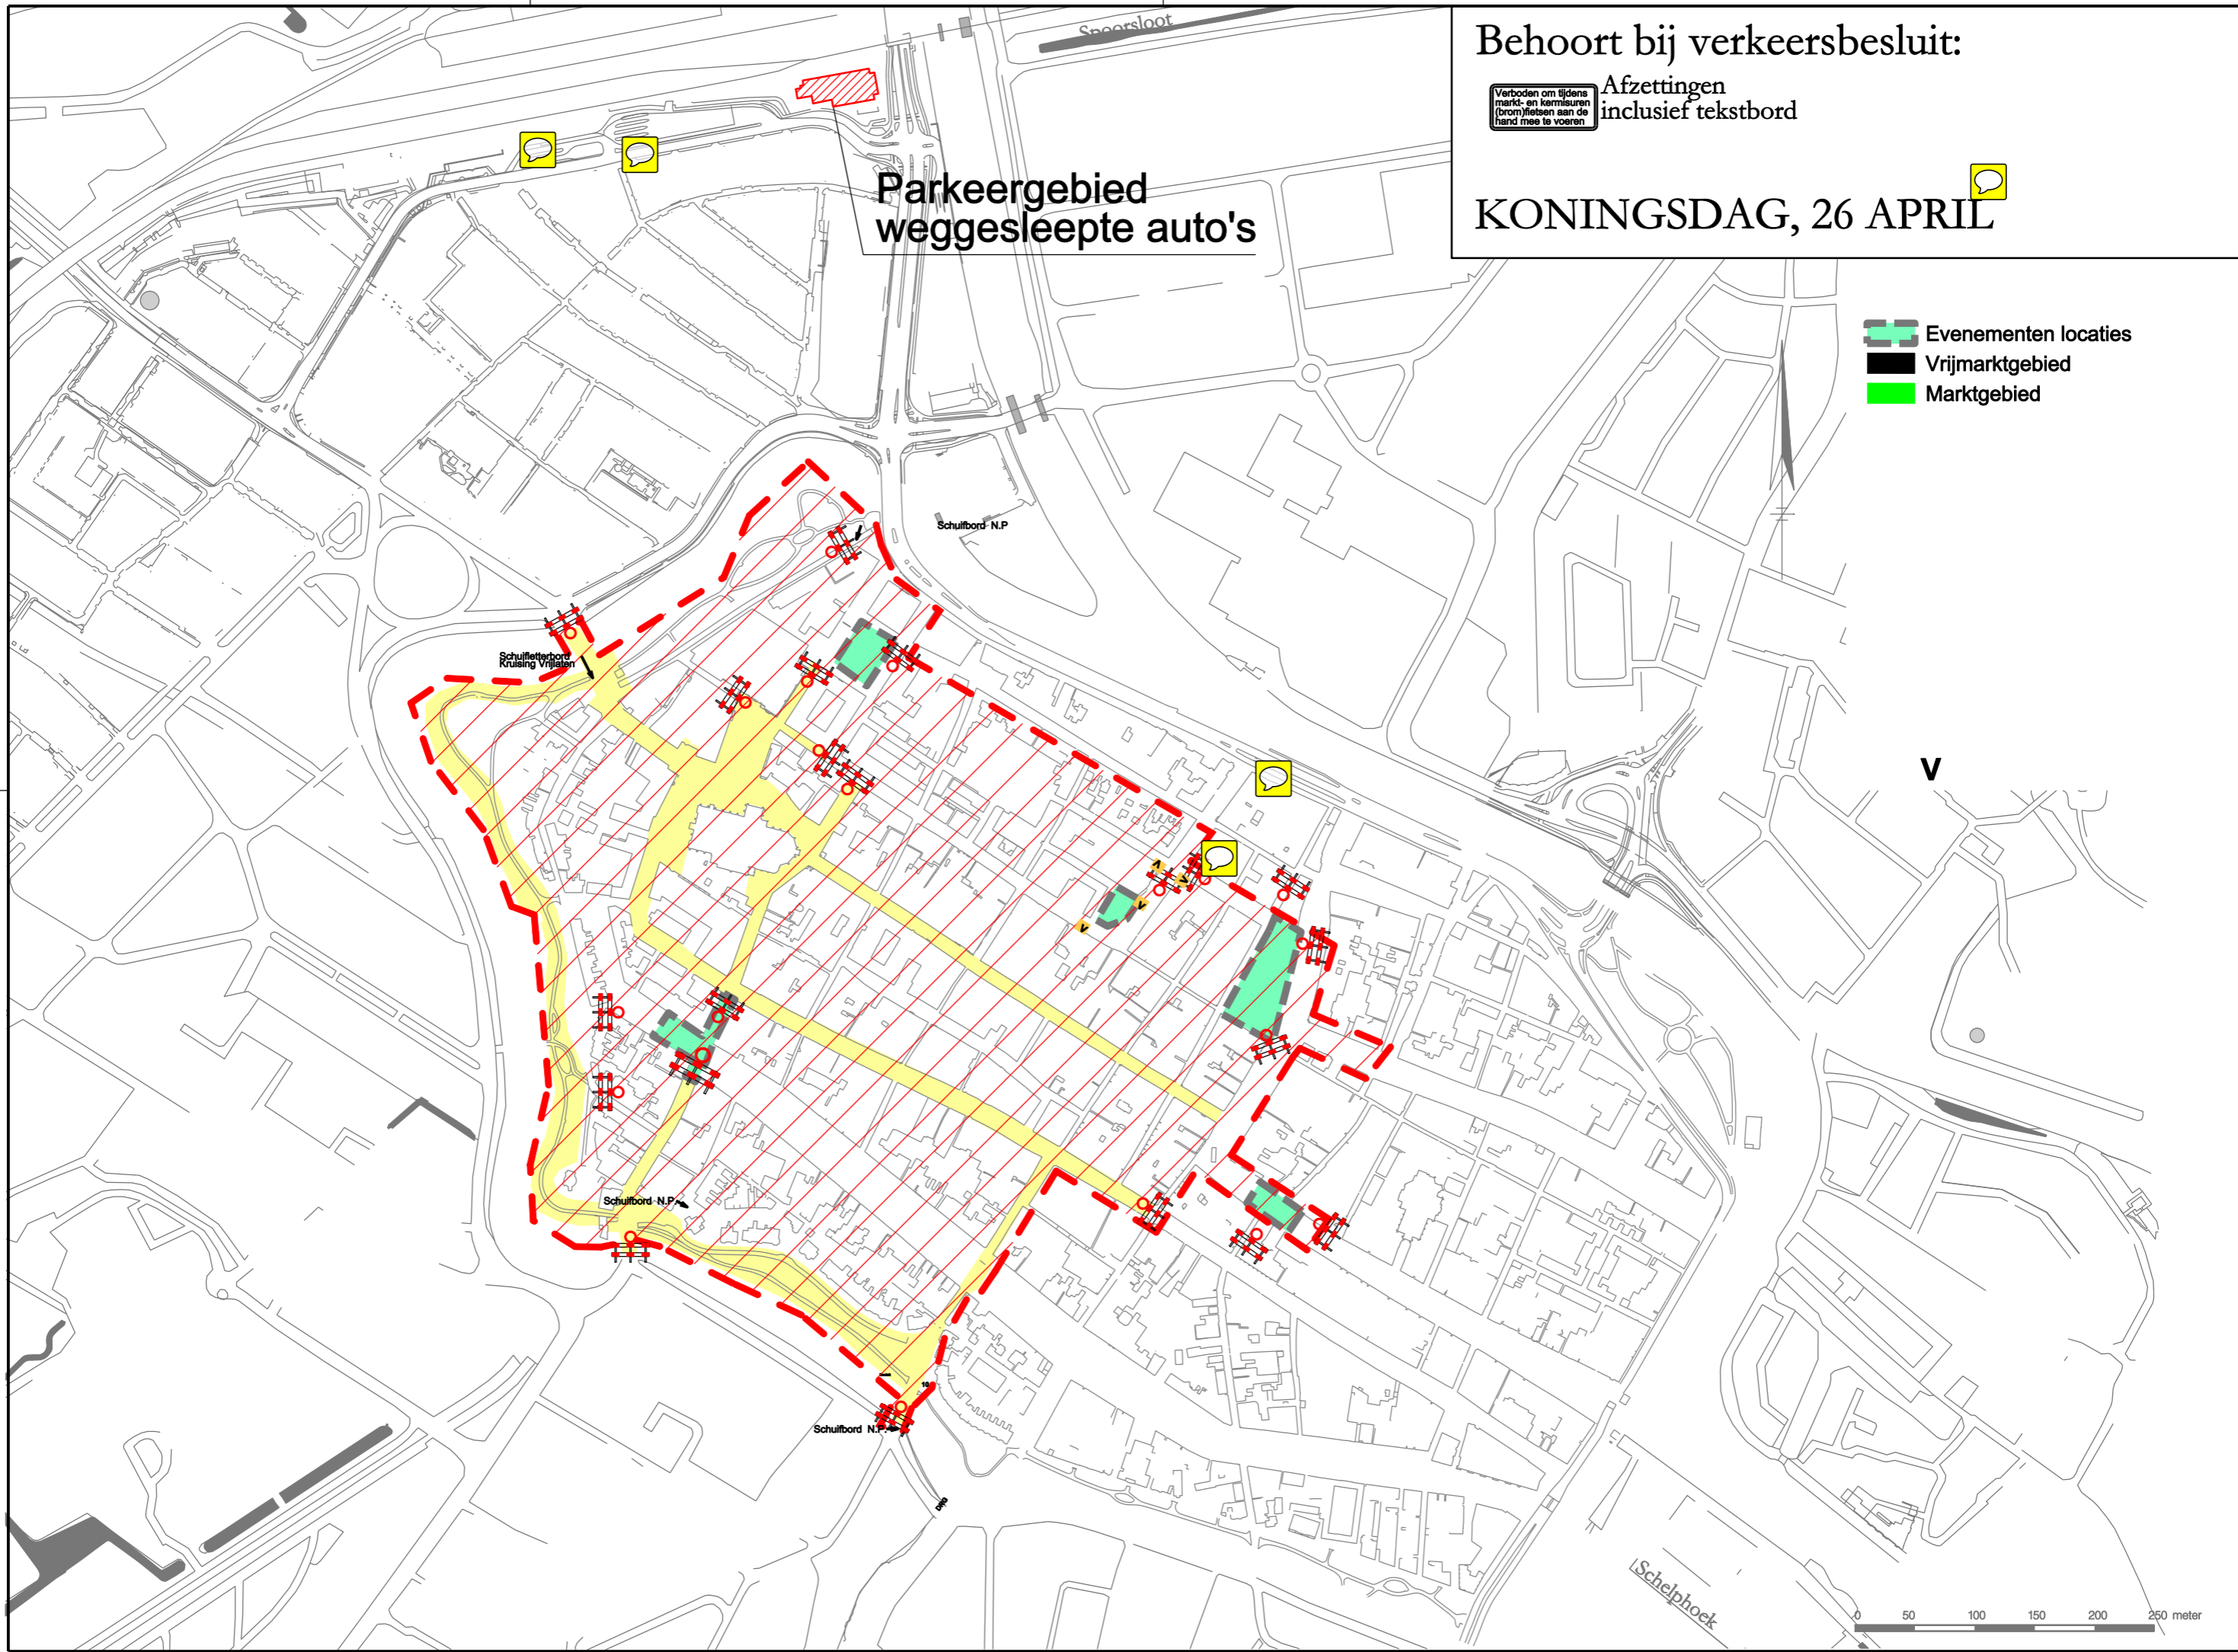 Spoorsloot
Behoort bij verkeersbesluit:
Verboden om tijdens
markt- en kermisuren
(brom)fietsen aan de
hand mee te voeren
Afzettingen
inclusief tekstbord
KONINGSDAG, 26 APRIL
Parkeergebied
weggesleepte auto's
Evenementen locaties
Vrijmarktgebied
Marktgebied
Schuifbord N.P
Schuifletterbord
Kruising Vrijlaten
V
V
V
V
V
V
Schuifbord N.P.
10
Schuifbord N.P.
DW3
Schelphoek
0 50 100 150 200 250 meter